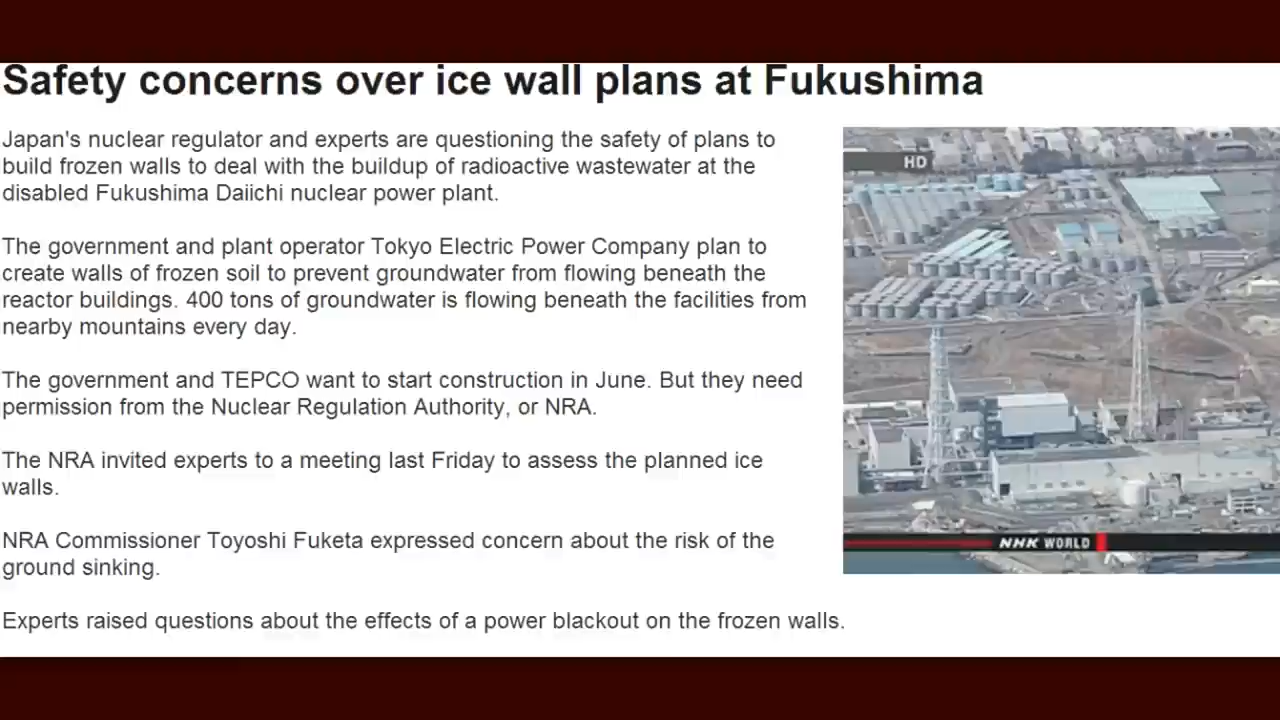 Safety concerns over ice wall plans at Fukushima
Japan's nuclear regulator and experts are questioning the safety of plans to
build frozen walls to deal with the buildup of radioactive wastewater at the
disabled Fukushima Daiichi nuclear power plant.
The government and plant operator Tokyo Electric Power Company plan to
create walls of frozen soil to prevent groundwater from flowing beneath the
reactor buildings. 400 tons of groundwater is flowing beneath the facilities from
nearby mountains every day.
The government and TEPCO want to start construction in June. But they need
permission from the Nuclear Regulation Authority, or NRA.
The NRA invited experts to a meeting last Friday to assess the planned ice
walls.
NRA Commissioner Toyoshi Fuketa expressed concern about the risk of the
ground sinking.
Experts raised questions about the effects of a power blackout on the frozen walls.
HD
NHK WORLD